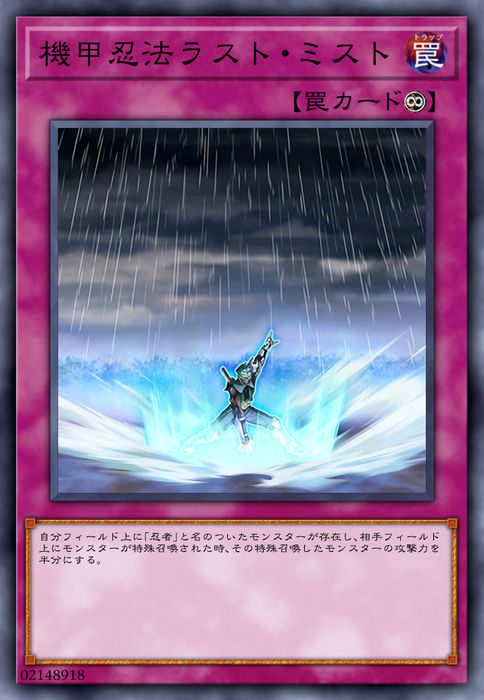 機甲忍法ラスト・ミスト
トラップ
罠
【罠カード】
自分フィールド上に「忍者」と名のついたモンスターが存在し、相手フィールド
上にモンスターが特殊召喚された時、その特殊召喚したモンスターの攻撃力を
半分にする。
02148918